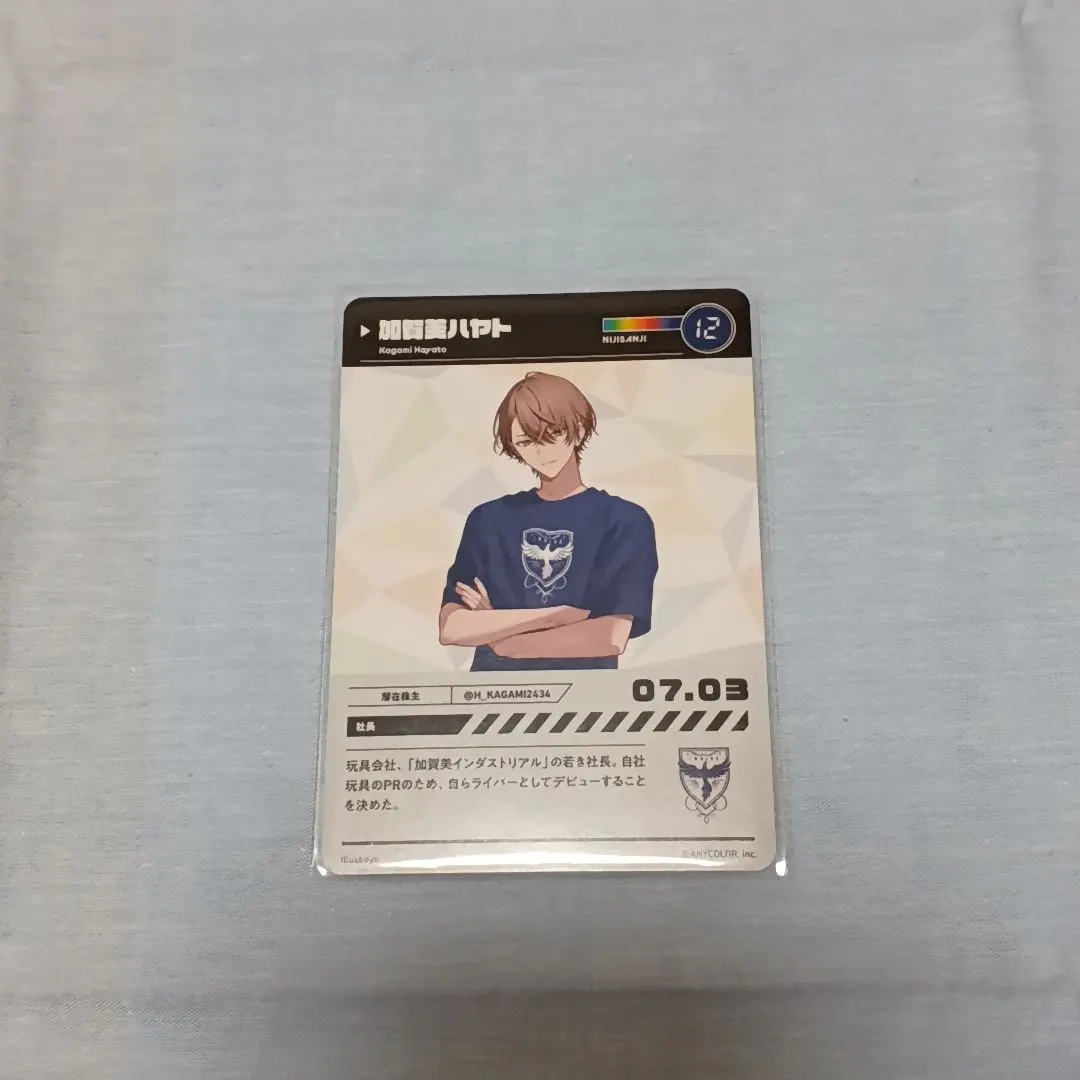 加賀美ハヤト
Kagami Hayato
NIJISANJI
12
潜在株主
@H_KAGAMI2434
07.03
社長
玩具会社、「加賀美インダストリアル」の若き社長。自社
玩具のPRのため、自らライバーとしてデビューすること
を決めた。
©ANYCOLOR, Inc.